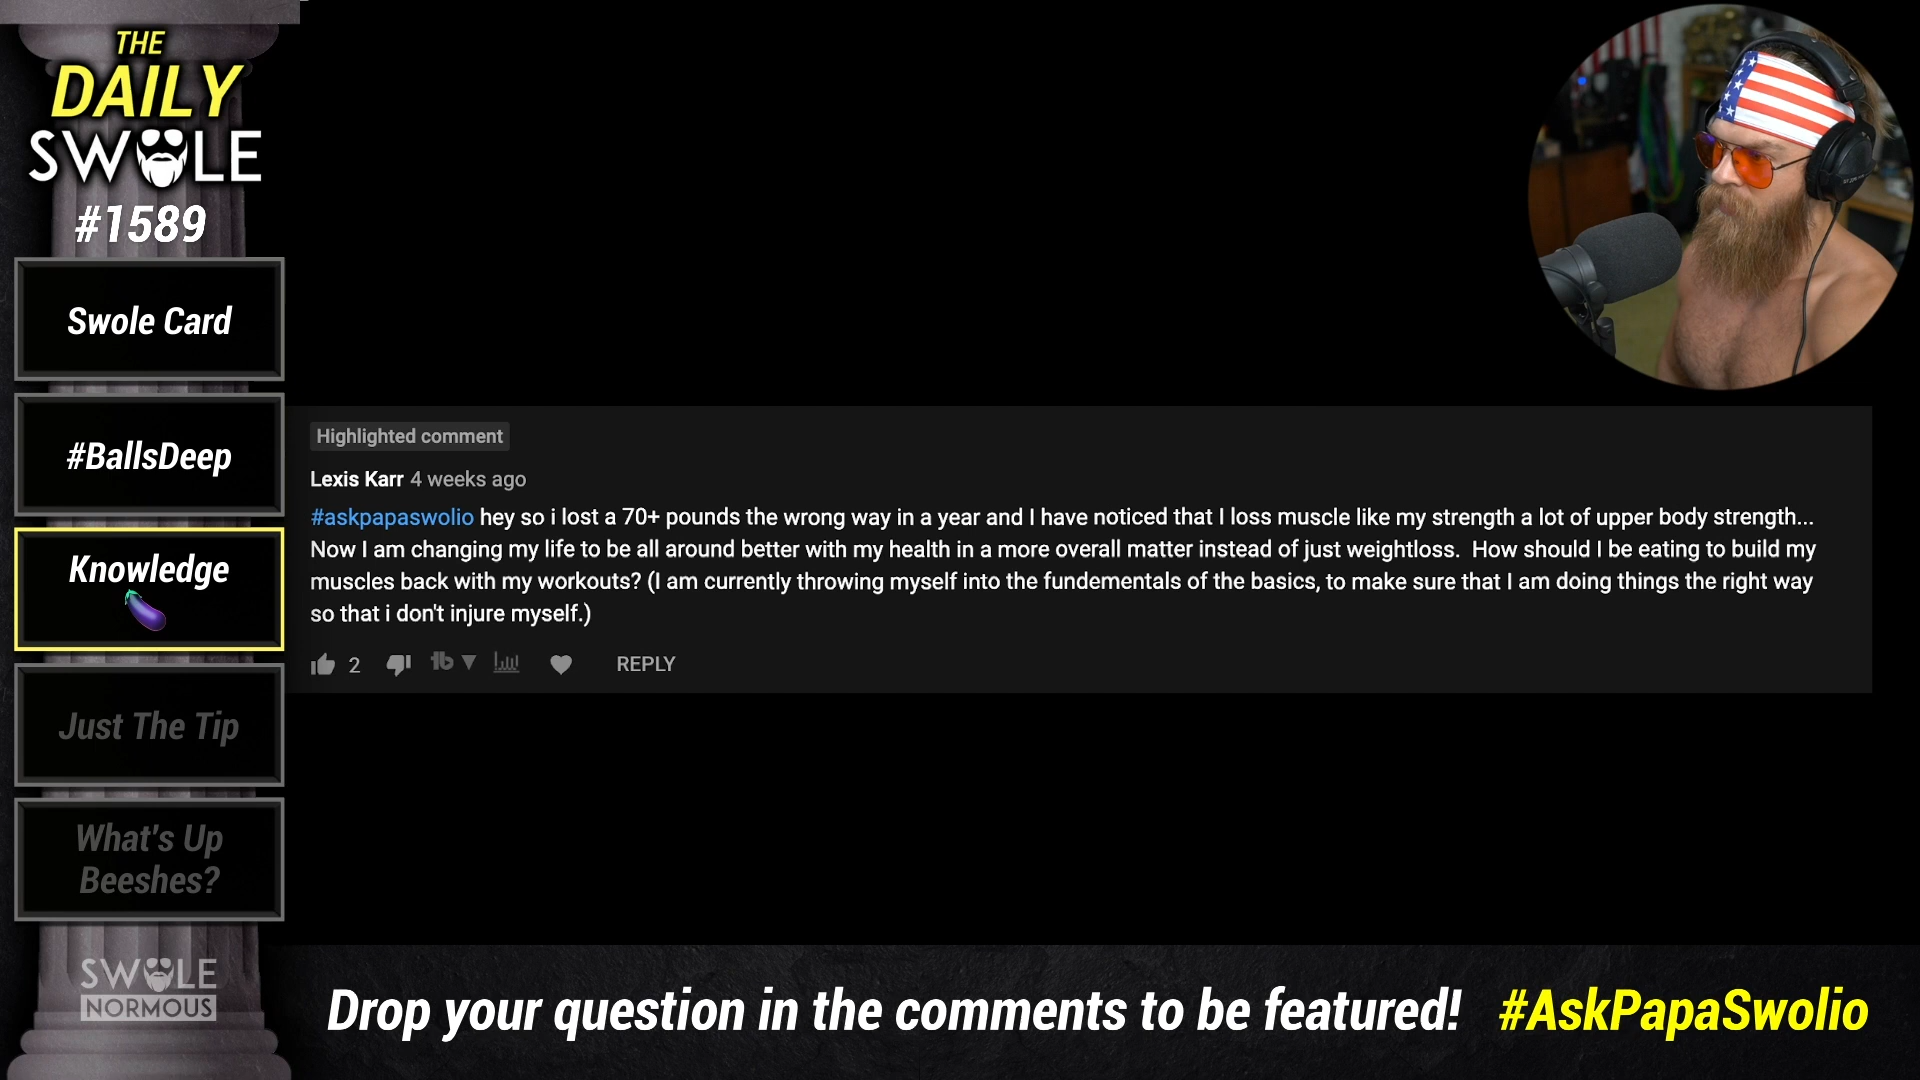 THE
DAILY
SWOLE
#1589
Swole Card
#BallsDeep
Knowledge
Just The Tip
What's Up
Beeshes?
SWOLE
NORMOUS
Highlighted comment
Lexis Karr 4 weeks ago
#askpapaswolio hey so i lost a 70+ pounds the wrong way in a year and I have noticed that I loss muscle like my strength a lot of upper body strength...
Now I am changing my life to be all around better with my health in a more overall matter instead of just weightloss. How should I be eating to build my
muscles back with my workouts? (I am currently throwing myself into the fundementals of the basics, to make sure that I am doing things the right way
so that i don't injure myself.)
2 REPLY
Drop your question in the comments to be featured! #AskPapaSwolio